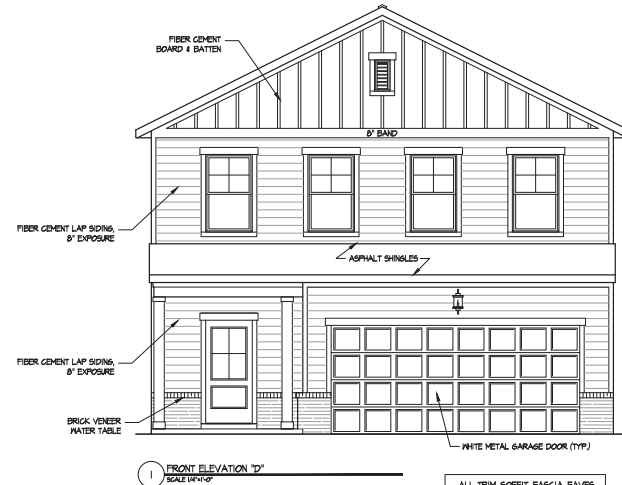 FIBER CEMENT
BOARD & BATTEN
8" BAND
FIBER CEMENT LAP SIDING,
8" EXPOSURE
ASPHALT SHINGLES
FIBER CEMENT LAP SIDING,
8" EXPOSURE
BRICK VENEER
WATER TABLE
WHITE METAL GARAGE DOOR (TYP.)
1
FRONT ELEVATION "D"
SCALE 1/4"=1'-0"
ALL TRIM SOFFIT FASCIA EAVES